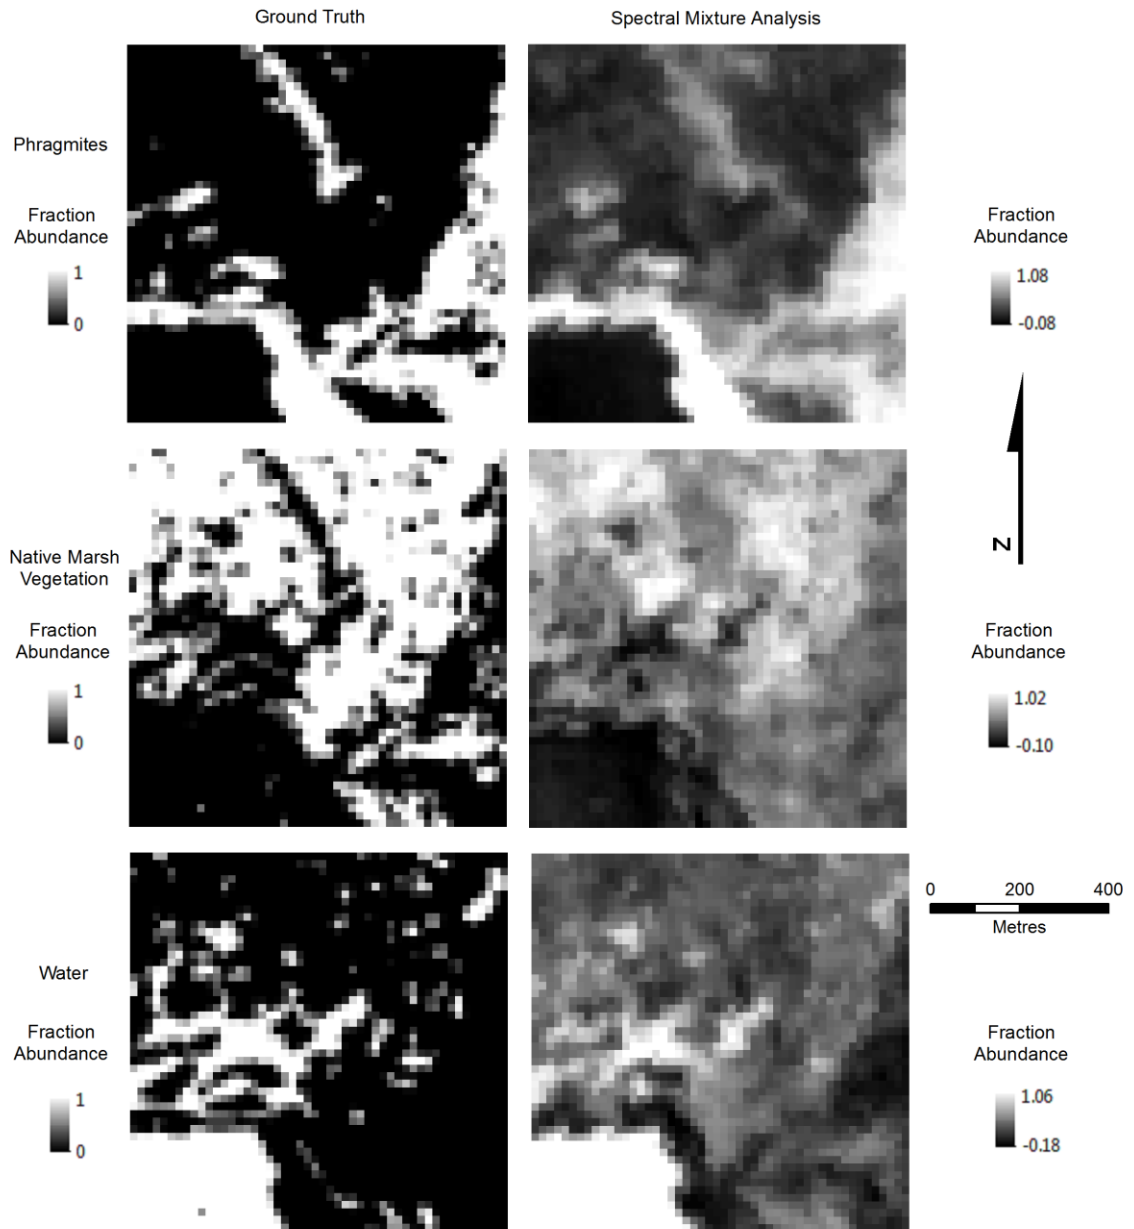 Ground Truth
Spectral Mixture Analysis
Phragmites
Fraction
Abundance
1
0
Fraction
Abundance
1.08
-0.08
N
Native Marsh
Vegetation
Fraction
Abundance
1
0
Fraction
Abundance
1.02
-0.10
0 200 400
Metres
Water
Fraction
Abundance
1
0
Fraction
Abundance
1.06
-0.18